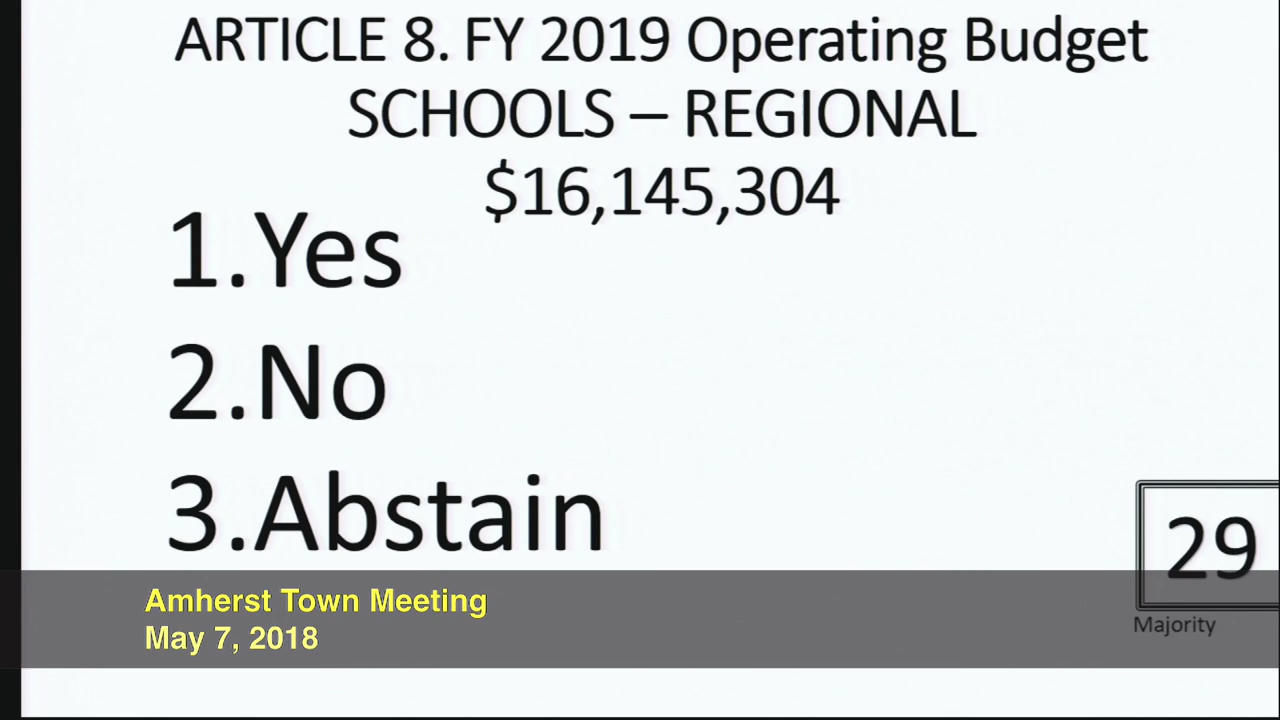 ARTICLE 8. FY 2019 Operating Budget
SCHOOLS – REGIONAL
$16,145,304
1.Yes
2.No
3.Abstain
29
Majority
Amherst Town Meeting
May 7, 2018